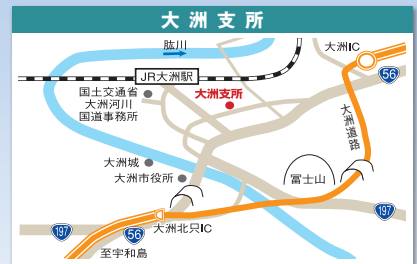 大洲支所
肱川
大洲IC
JR大洲駅
56
国土交通省
大洲河川
国道事務所
大洲支所
大洲道路
大洲城
大洲市役所
冨士山
197
56
大洲北只IC
197
至宇和島